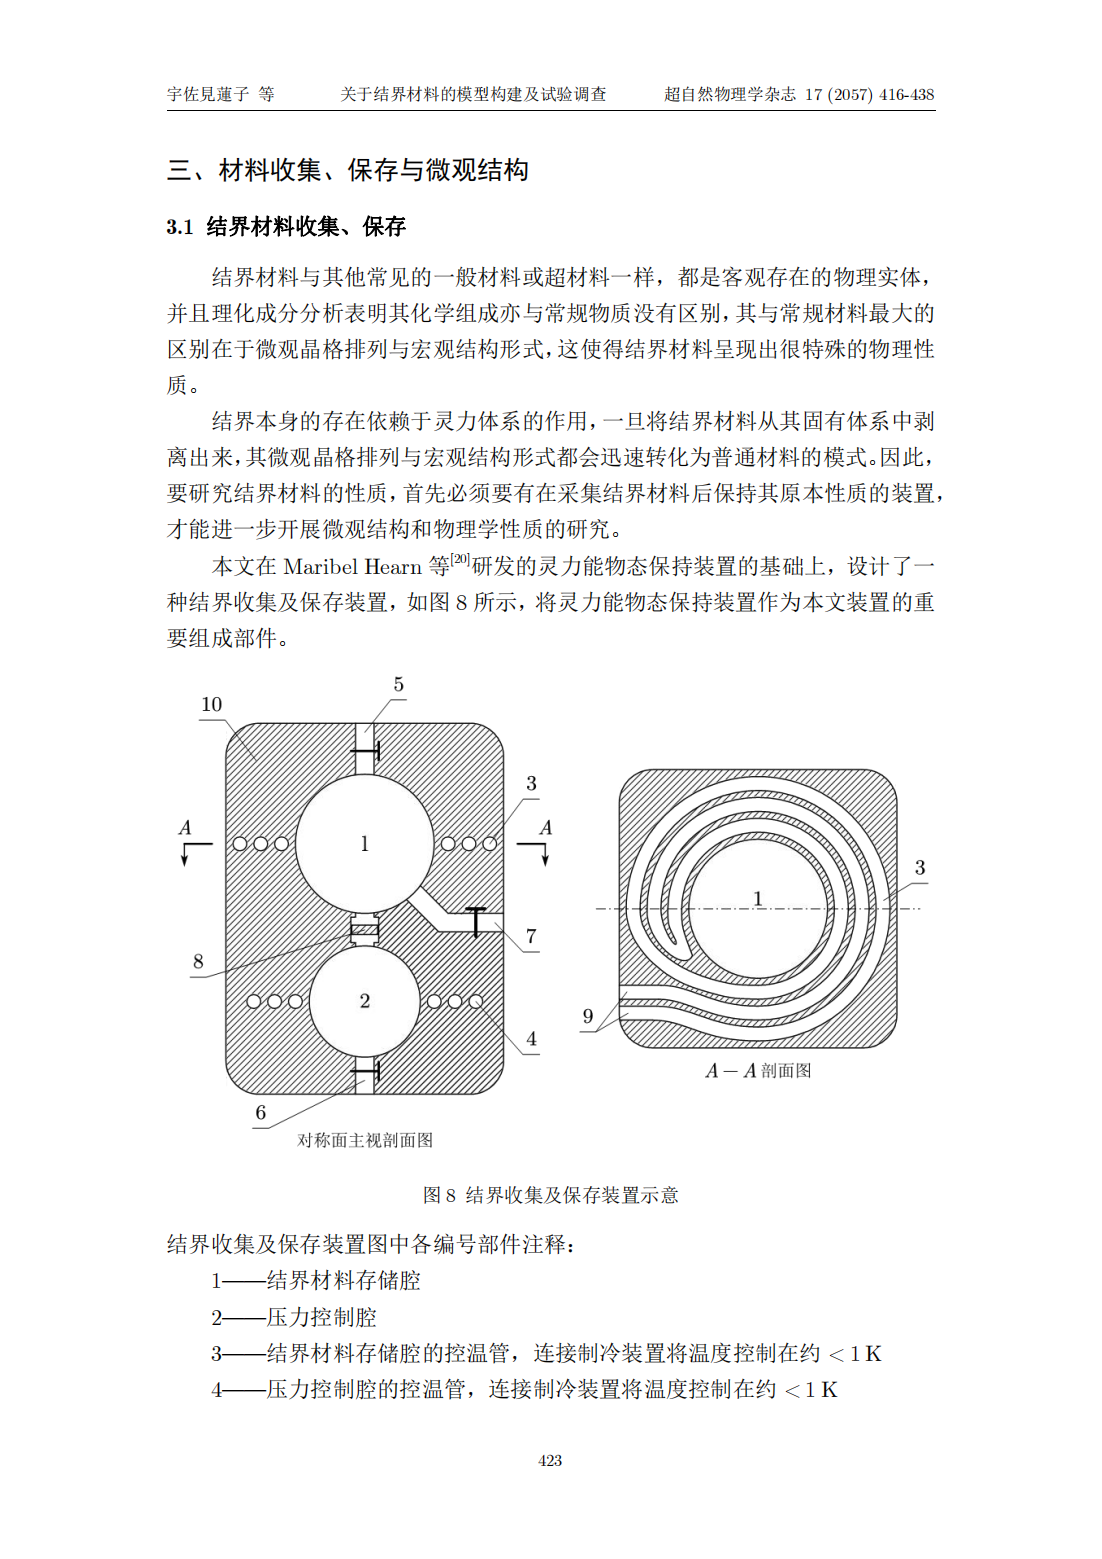 宇佐見蓮子 等 关于结界材料的模型构建及试验调查 超自然物理学杂志 17 (2057) 416-438
三、材料收集、保存与微观结构
3.1 结界材料收集、保存
结界材料与其他常见的一般材料或超材料一样，都是客观存在的物理实体，
并且理化成分分析表明其化学组成亦与常规物质没有区别，其与常规材料最大的
区别在于微观晶格排列与宏观结构形式，这使得结界材料呈现出很特殊的物理性
质。
结界本身的存在依赖于灵力体系的作用，一旦将结界材料从其固有体系中剥
离出来，其微观晶格排列与宏观结构形式都会迅速转化为普通材料的模式。因此，
要研究结界材料的性质，首先必须要有在采集结界材料后保持其原本性质的装置，
才能进一步开展微观结构和物理学性质的研究。
本文在 Maribel Hearn 等[20]研发的灵力能物态保持装置的基础上，设计了一
种结界收集及保存装置，如图 8 所示，将灵力能物态保持装置作为本文装置的重
要组成部件。
5
10
3
A
A
1
3
1
7
8
2
9
4
A — A 剖面图
6
对称面主视剖面图
图 8 结界收集及保存装置示意
结界收集及保存装置图中各编号部件注释：
1——结界材料存储腔
2——压力控制腔
3——结界材料存储腔的控温管，连接制冷装置将温度控制在约 < 1 K
4——压力控制腔的控温管，连接制冷装置将温度控制在约 < 1 K
423